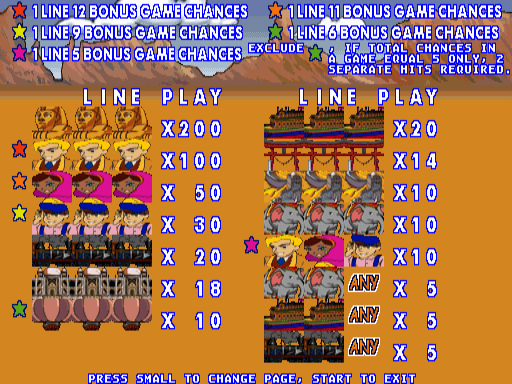 1 LINE 12 BONUS GAME CHANCES
1 LINE 11 BONUS GAME CHANCES
1 LINE 9 BONUS GAME CHANCES
1 LINE 6 BONUS GAME CHANCES
1 LINE 5 BONUS GAME CHANCES
EXCLUDE , IF TOTAL CHANCES IN
A GAME EQUAL 5 ONLY, 2
SEPARATE HITS REQUIRED.
LINE PLAY
X200
X100
X 50
X 30
X 20
X 18
X 10
LINE PLAY
X20
X14
X10
X10
X10
ANY X 5
ANY X 5
ANY X 5
PRESS SMALL TO CHANGE PAGE, START TO EXIT